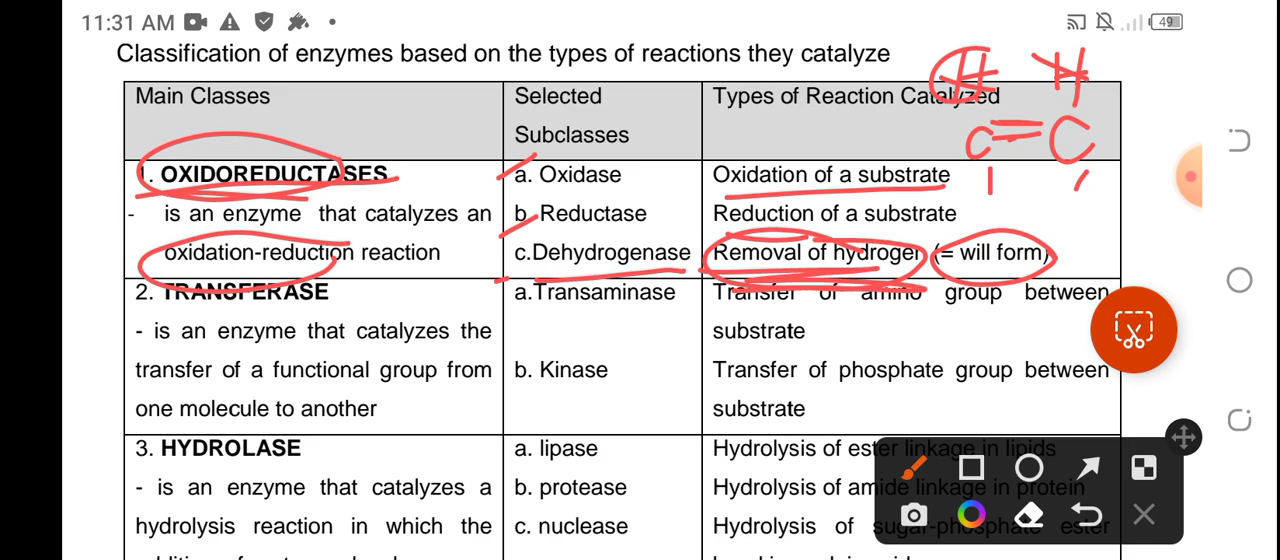 11:31 AM
49
Classification of enzymes based on the types of reactions they catalyze
Main Classes
Selected
Subclasses
Types of Reaction Catalyzed
H H
C=C
1. OXIDOREDUCTASES
- is an enzyme that catalyzes an
oxidation-reduction reaction
a. Oxidase
b. Reductase
c.Dehydrogenase
Oxidation of a substrate
Reduction of a substrate
Removal of hydrogen (= will form)
2. TRANSFERASE
- is an enzyme that catalyzes the
transfer of a functional group from
one molecule to another
a.Transaminase
b. Kinase
Transfer of amino group between
substrate
Transfer of phosphate group between
substrate
3. HYDROLASE
- is an enzyme that catalyzes a
hydrolysis reaction in which the
a. lipase
b. protease
c. nuclease
Hydrolysis of ester linkage in lipids
Hydrolysis of amide linkage in protein
Hydrolysis of sugar-phosphate ester